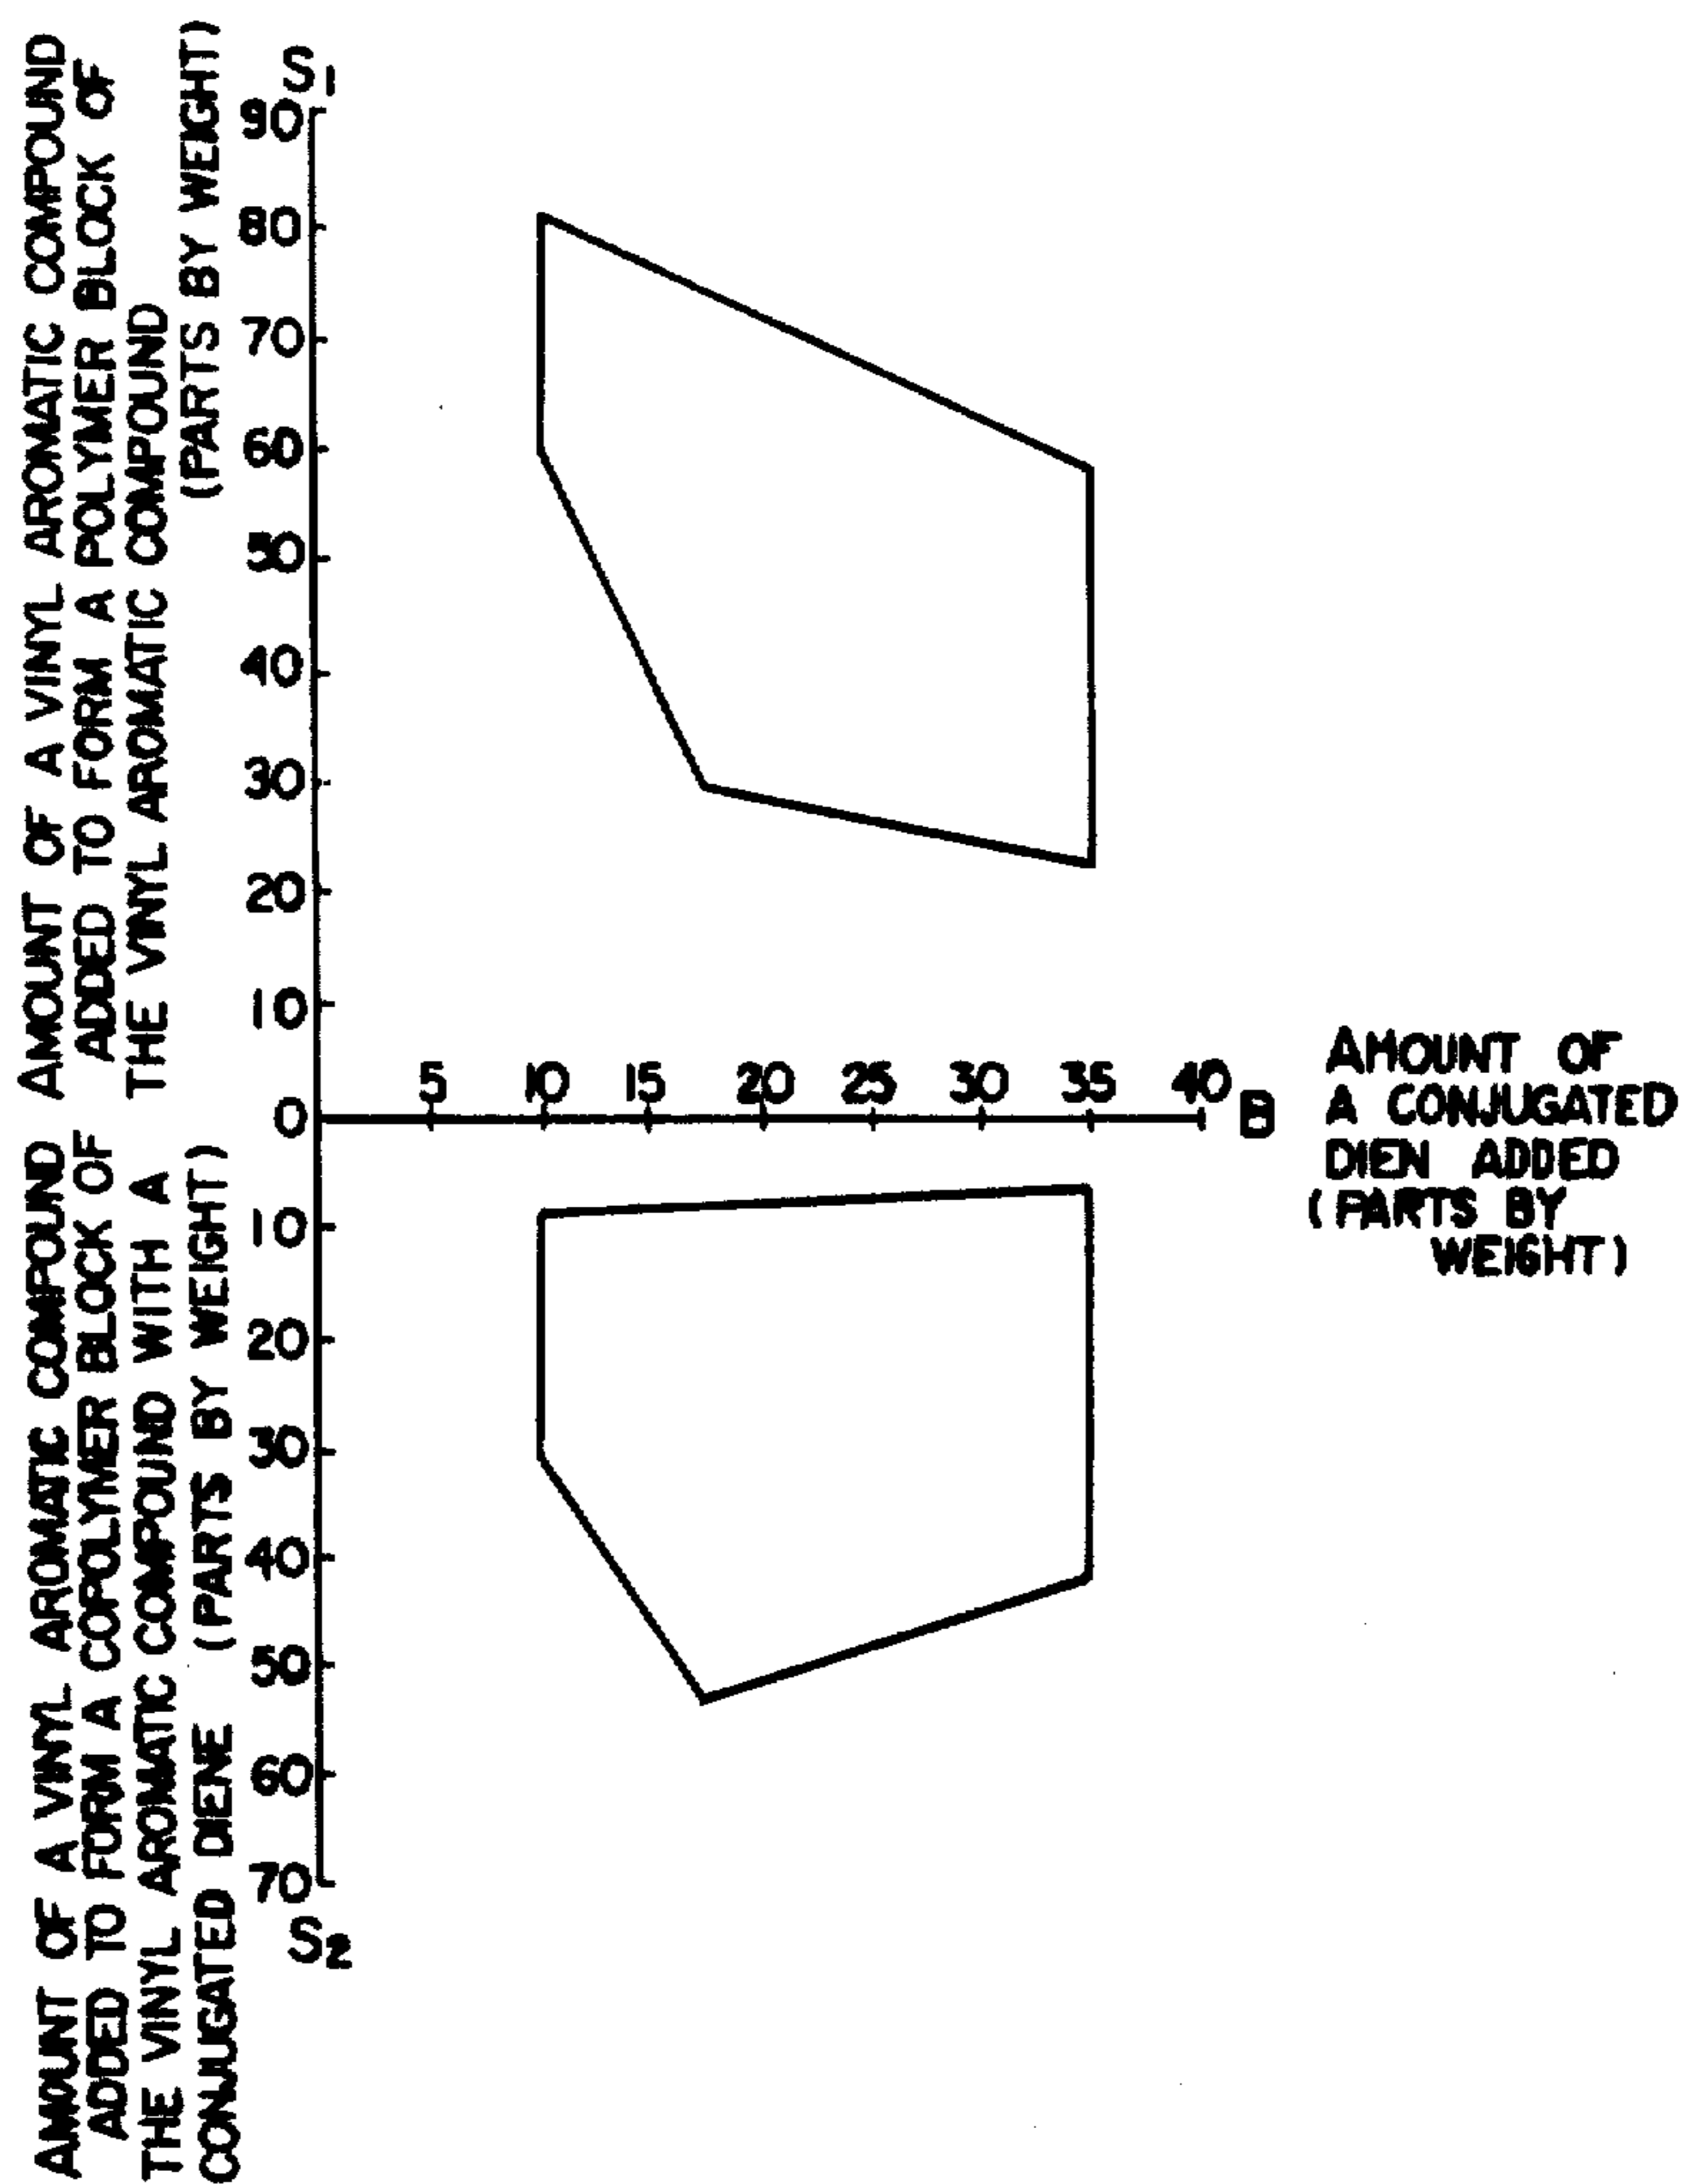 AMOUNT OF A VINYL AROMATIC COMPOUND
ADDED TO FORM A POLYMER BLOCK OF
THE VINYL AROMATIC COMPOUND
(PARTS BY WEIGHT)
S1
90
80
70
60
50
40
30
20
10
0
5 10 15 20 25 30 35 40 B
AMOUNT OF
A CONJUGATED
DIEN ADDED
(PARTS BY
WEIGHT)
AMOUNT OF A VINYL AROMATIC COMPOUND
ADDED TO FORM A COPOLYMER BLOCK OF
THE VINYL AROMATIC COMPOUND WITH A
CONJUGATED DIENE (PARTS BY WEIGHT)
10
20
30
40
50
60
70
S2